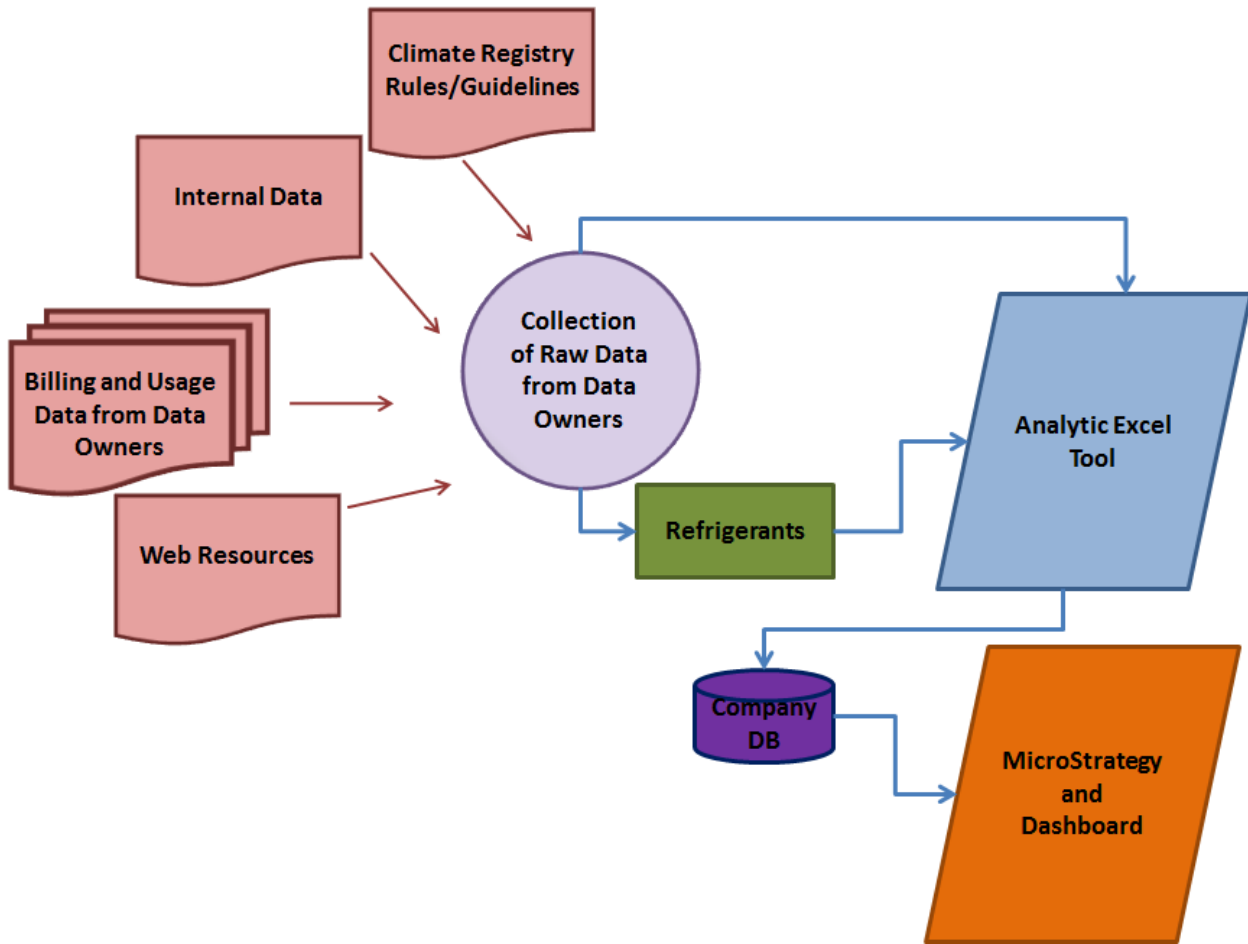 Climate Registry
Rules/Guidelines
Internal Data
Collection
of Raw Data
from Data
Owners
Billing and Usage
Data from Data
Owners
Analytic Excel
Tool
Refrigerants
Web Resources
Company
DB
MicroStrategy
and
Dashboard